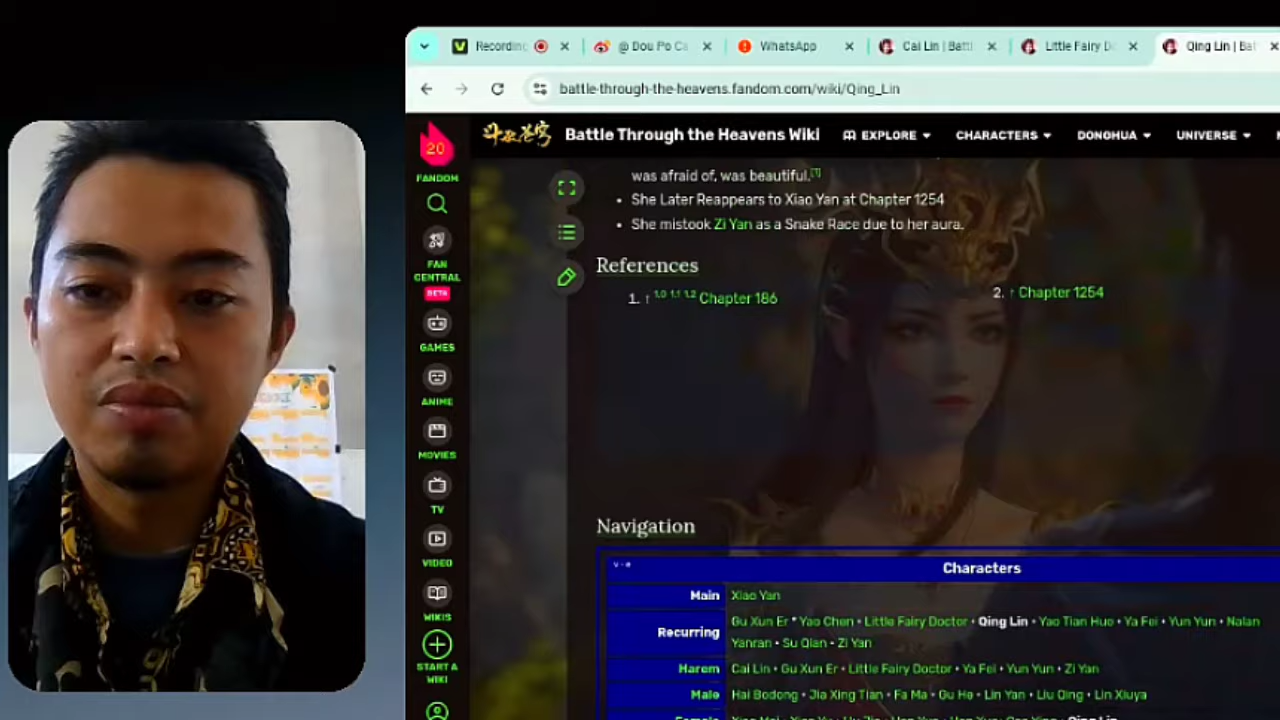 Recording
@ Dou Po Ca
WhatsApp
Cai Lin | Batt
Little Fairy D
Qing Lin | Bat
battle-through-the-heavens.fandom.com/wiki/Qing_Lin
20
FANDOM
FAN
CENTRAL
BETA
GAMES
ANIME
MOVIES
TV
VIDEO
WIKIS
START A
WIKI
斗破苍穹
Battle Through the Heavens Wiki
EXPLORE
CHARACTERS
DONGHUA
UNIVERSE
was afraid of, was beautiful.[1]
• She Later Reappears to Xiao Yan at Chapter 1254
• She mistook Zi Yan as a Snake Race due to her aura.
References
1. ↑ 1.0 1.1 1.2 Chapter 186
2. ↑ Chapter 1254
Navigation
v · e
Characters
Main
Xiao Yan
Recurring
Gu Xun Er • Yao Chen • Little Fairy Doctor • Qing Lin • Yao Tian Huo • Ya Fei • Yun Yun • Nalan
Yanran • Su Qian • Zi Yan
Harem
Cai Lin • Gu Xun Er • Little Fairy Doctor • Ya Fei • Yun Yun • Zi Yan
Male
Hai Bodong • Jia Xing Tian • Fa Ma • Gu He • Lin Yan • Liu Qing • Lin Xiuya